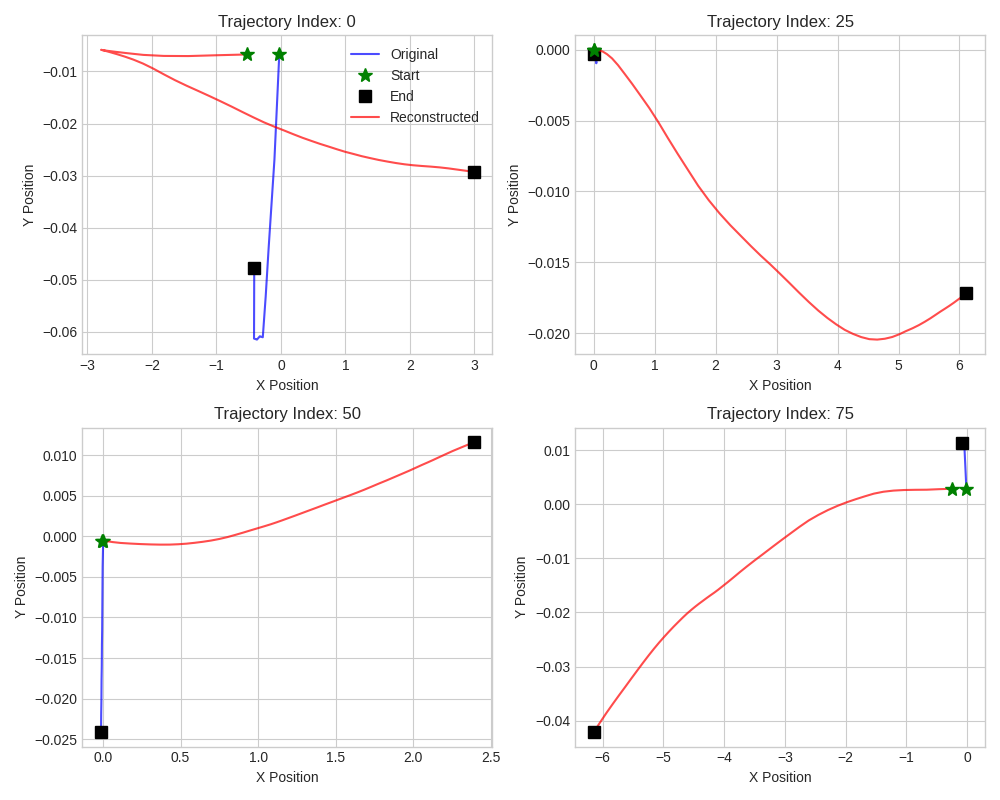 Trajectory Index: 0
Original
Start
End
Reconstructed
−0.01
−0.02
−0.03
−0.04
−0.05
−0.06
Y Position
−3 −2 −1 0 1 2 3
X Position
Trajectory Index: 25
0.000
−0.005
−0.010
−0.015
−0.020
Y Position
0 1 2 3 4 5 6
X Position
Trajectory Index: 50
0.010
0.005
0.000
−0.005
−0.010
−0.015
−0.020
−0.025
Y Position
0.0 0.5 1.0 1.5 2.0 2.5
X Position
Trajectory Index: 75
0.01
0.00
−0.01
−0.02
−0.03
−0.04
Y Position
−6 −5 −4 −3 −2 −1 0
X Position